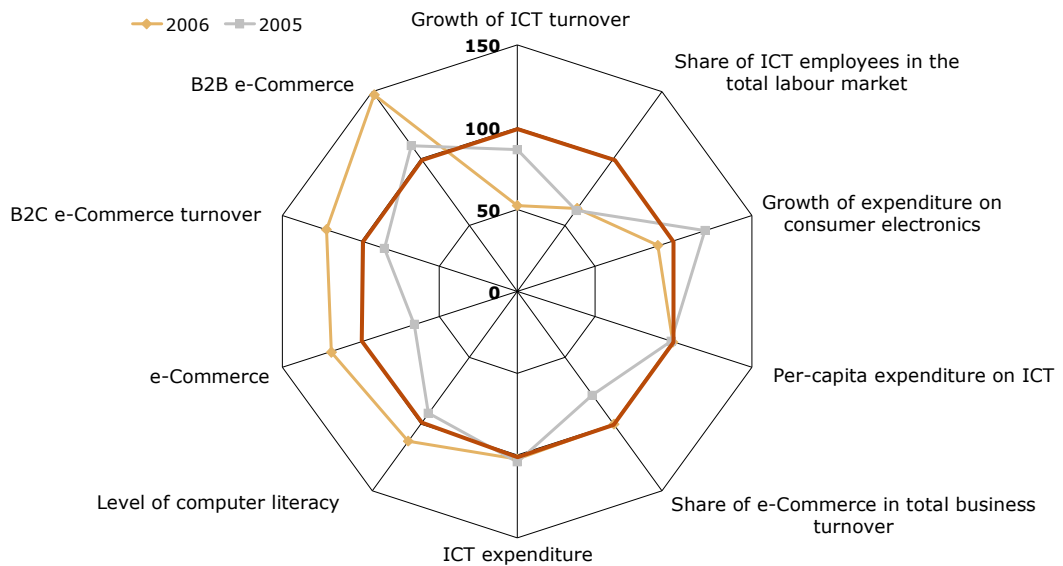 2006 2005
Growth of ICT turnover
150
100
50
0
Share of ICT employees in the
total labour market
Growth of expenditure on
consumer electronics
Per-capita expenditure on ICT
Share of e-Commerce in total business
turnover
ICT expenditure
Level of computer literacy
e-Commerce
B2C e-Commerce turnover
B2B e-Commerce